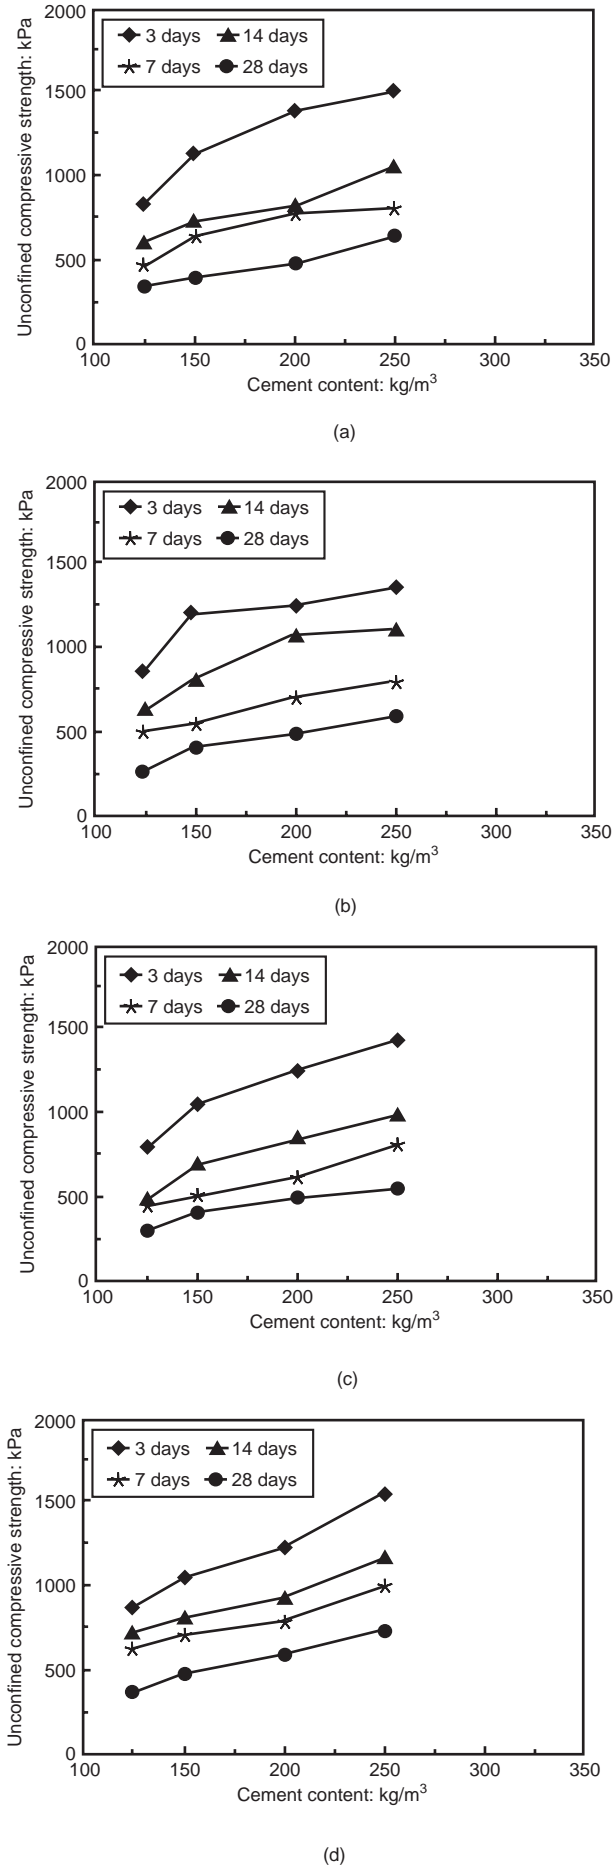 2000
3 days 14 days
7 days 28 days
1500
1000
500
0
Unconfined compressive strength: kPa
100 150 200 250 300 350
Cement content: kg/m³
(a)
2000
3 days 14 days
7 days 28 days
1500
1000
500
0
Unconfined compressive strength: kPa
100 150 200 250 300 350
Cement content: kg/m³
(b)
2000
3 days 14 days
7 days 28 days
1500
1000
500
0
Unconfined compressive strength: kPa
100 150 200 250 300 350
Cement content: kg/m³
(c)
2000
3 days 14 days
7 days 28 days
1500
1000
500
0
Unconfined compressive strength: kPa
100 150 200 250 300 350
Cement content: kg/m³
(d)